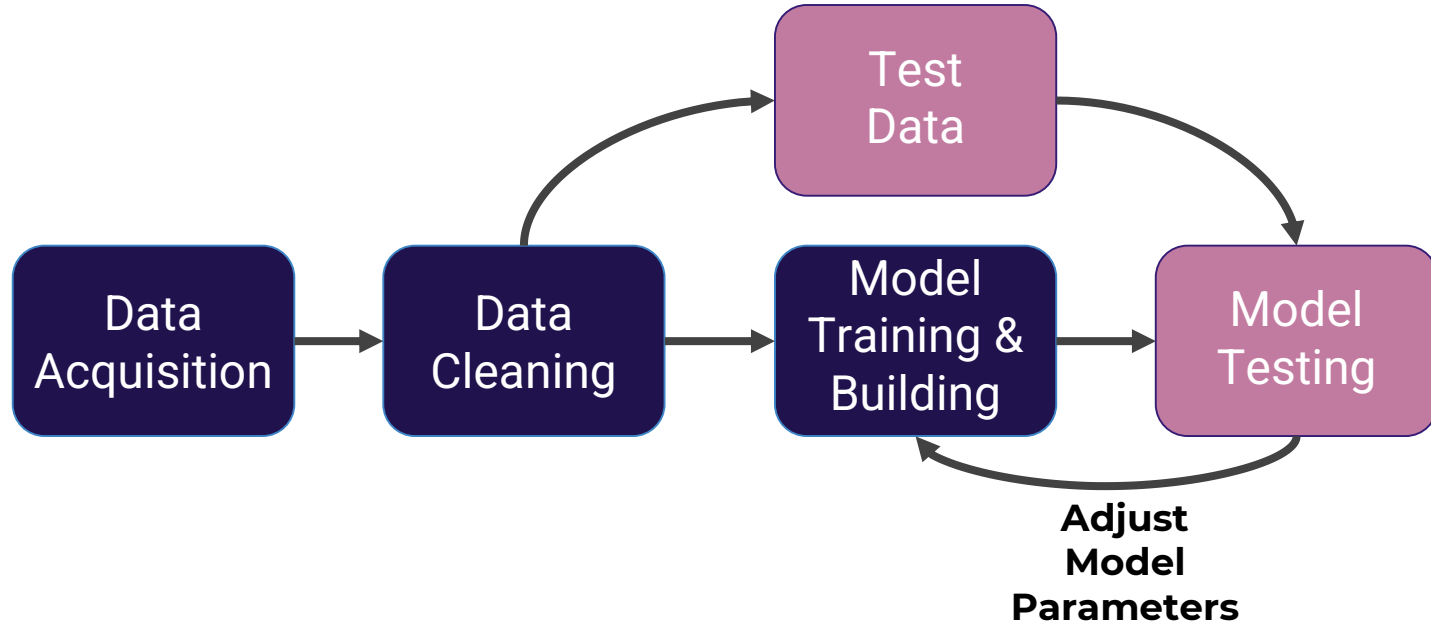 Test
Data
Data
Acquisition
Data
Cleaning
Model
Training &
Building
Model
Testing
Adjust
Model
Parameters